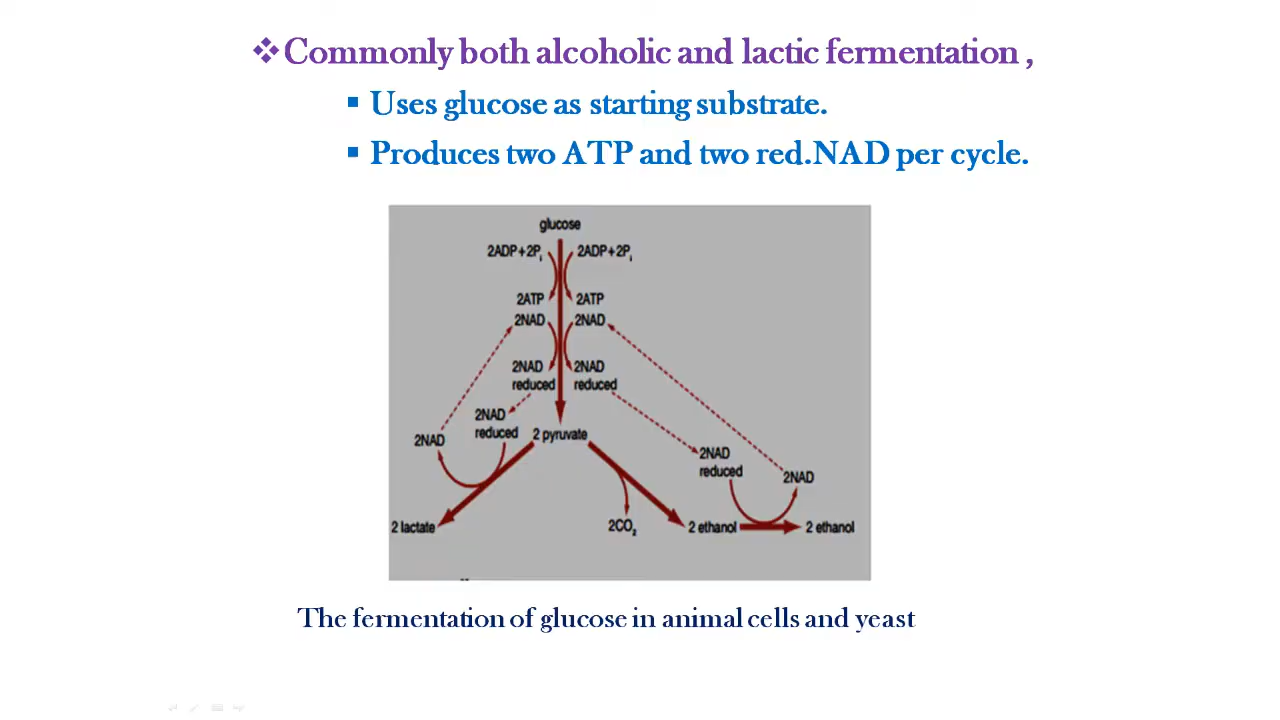 ❖Commonly both alcoholic and lactic fermentation ,
▪ Uses glucose as starting substrate.
▪ Produces two ATP and two red.NAD per cycle.
glucose
2ADP+2Pi 2ADP+2Pi
2ATP 2ATP
2NAD 2NAD
2NAD 2NAD
reduced reduced
2NAD
reduced
2NAD
2 pyruvate
2NAD
reduced
2NAD
2 lactate 2CO2 2 ethanol 2 ethanol
The fermentation of glucose in animal cells and yeast